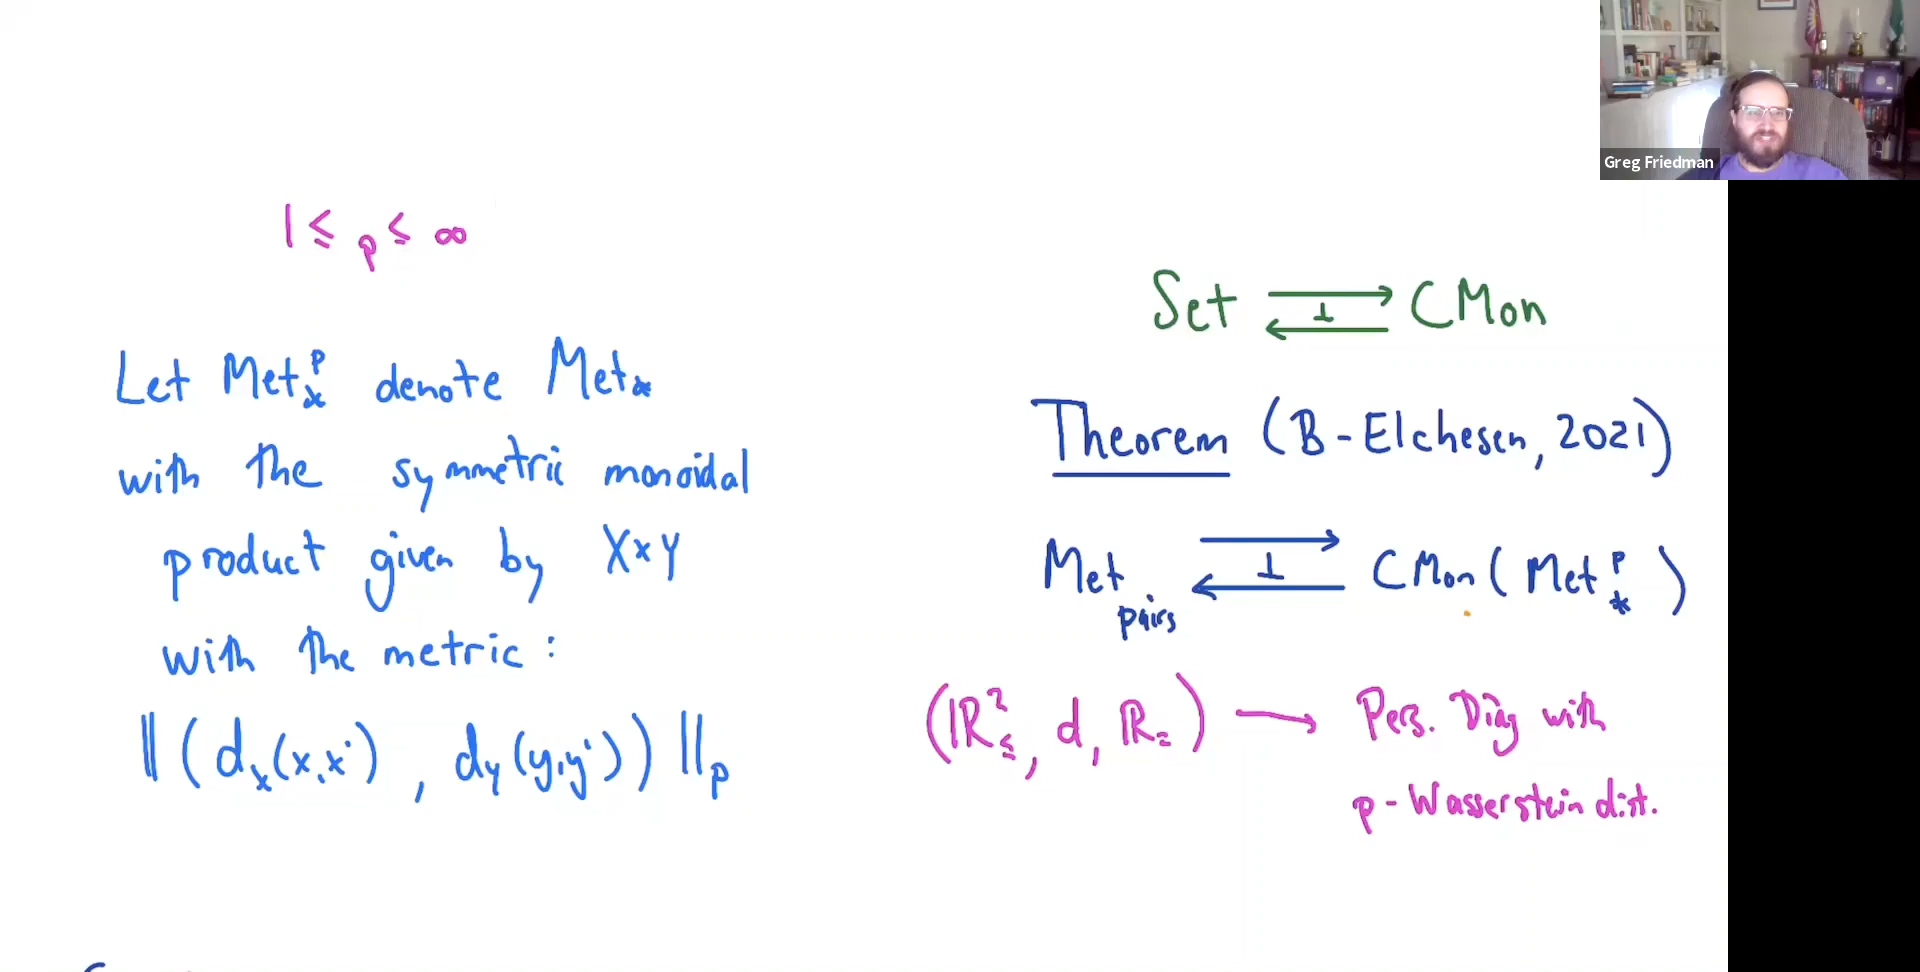 Greg Friedman
1 ≤ p ≤ ∞
Let Met^p_* denote Met_*
with the symmetric monoidal
product given by X×Y
with the metric:
‖(d_X(x,x'), d_Y(y,y'))‖_p
Set ⇄ ⊥ CMon
Theorem (B-Elchesen, 2021)
Met_pairs ⇄ ⊥ CMon(Met^p_*)
(ℝ²_≤, d, ℝ_=) → Pers. Diag with
p-Wasserstein dist.